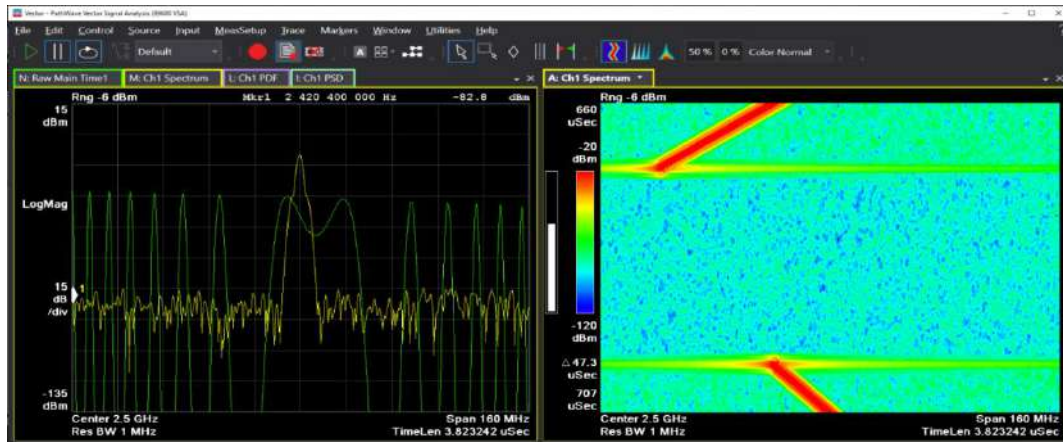 Vector - PathWave Vector Signal Analysis (89600 VSA)
File Edit Control Source Input MeasSetup Trace Markers Window Utilities Help
Default A 50 % 0 % Color Normal
N: Raw Main Time1 M: Ch1 Spectrum L: Ch1 PDF I: Ch1 PSD
15
dBm
Rng -6 dBm Mkr1 2 420 400 000 Hz -82.8 dBm
LogMag
15
dB
/div
1
-135
dBm
Center 2.5 GHz Span 160 MHz
Res BW 1 MHz TimeLen 3.823242 uSec
A: Ch1 Spectrum
Rng -6 dBm
660
uSec
-20
dBm
-120
dBm
△47.3
uSec
707
uSec
Center 2.5 GHz Span 160 MHz
Res BW 1 MHz TimeLen 3.823242 uSec